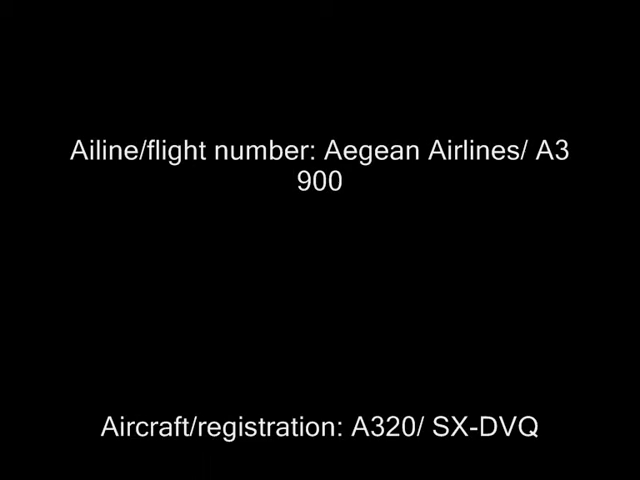 Ailine/flight number: Aegean Airlines/ A3
900
Aircraft/registration: A320/ SX-DVQ